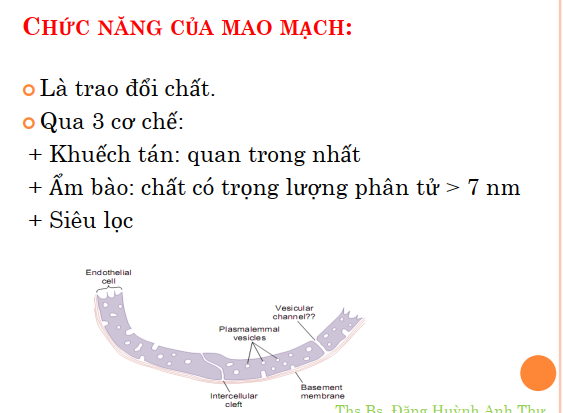 CHỨC NĂNG CỦA MAO MẠCH:
Là trao đổi chất.
Qua 3 cơ chế:
+ Khuếch tán: quan trong nhất
+ Ẩm bào: chất có trọng lượng phân tử > 7 nm
+ Siêu lọc
Endothelial
cell
Vesicular
channel??
Plasmalemmal
vesicles
Basement
membrane
Intercellular
cleft
Ths.Bs. Đặng Huỳnh Anh Thư